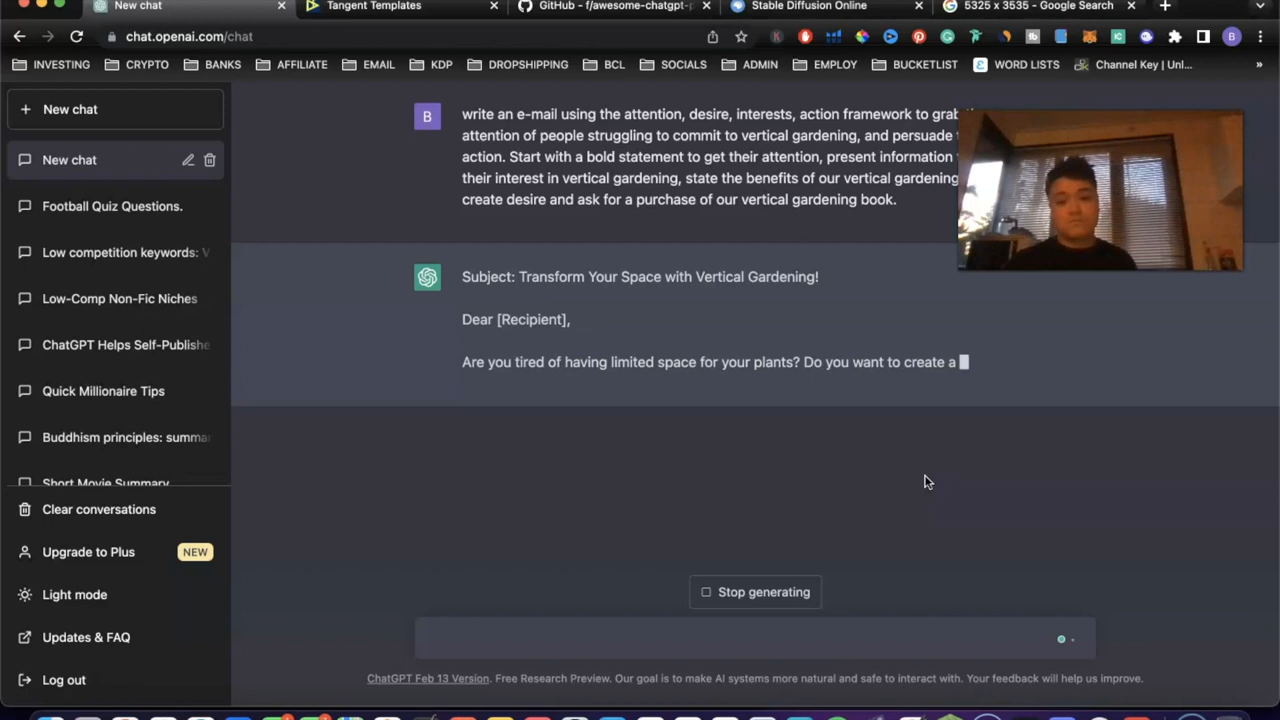 New chat
Tangent Templates
GitHub - f/awesome-chatgpt-p
Stable Diffusion Online
5325 x 3535 - Google Search
chat.openai.com/chat
B
INVESTING
CRYPTO
BANKS
AFFILIATE
EMAIL
KDP
DROPSHIPPING
BCL
SOCIALS
ADMIN
EMPLOY
BUCKETLIST
WORD LISTS
Channel Key | Unl...
»
+ New chat
New chat
Football Quiz Questions.
Low competition keywords: V
Low-Comp Non-Fic Niches
ChatGPT Helps Self-Publishe
Quick Millionaire Tips
Buddhism principles: summa
Short Movie Summary
Clear conversations
Upgrade to Plus
NEW
Light mode
Updates & FAQ
Log out
B
write an e-mail using the attention, desire, interests, action framework to grab
attention of people struggling to commit to vertical gardening, and persuade
action. Start with a bold statement to get their attention, present information
their interest in vertical gardening, state the benefits of our vertical gardening
create desire and ask for a purchase of our vertical gardening book.
Subject: Transform Your Space with Vertical Gardening!
Dear [Recipient],
Are you tired of having limited space for your plants? Do you want to create a
Stop generating
ChatGPT Feb 13 Version. Free Research Preview. Our goal is to make AI systems more natural and safe to interact with. Your feedback will help us improve.